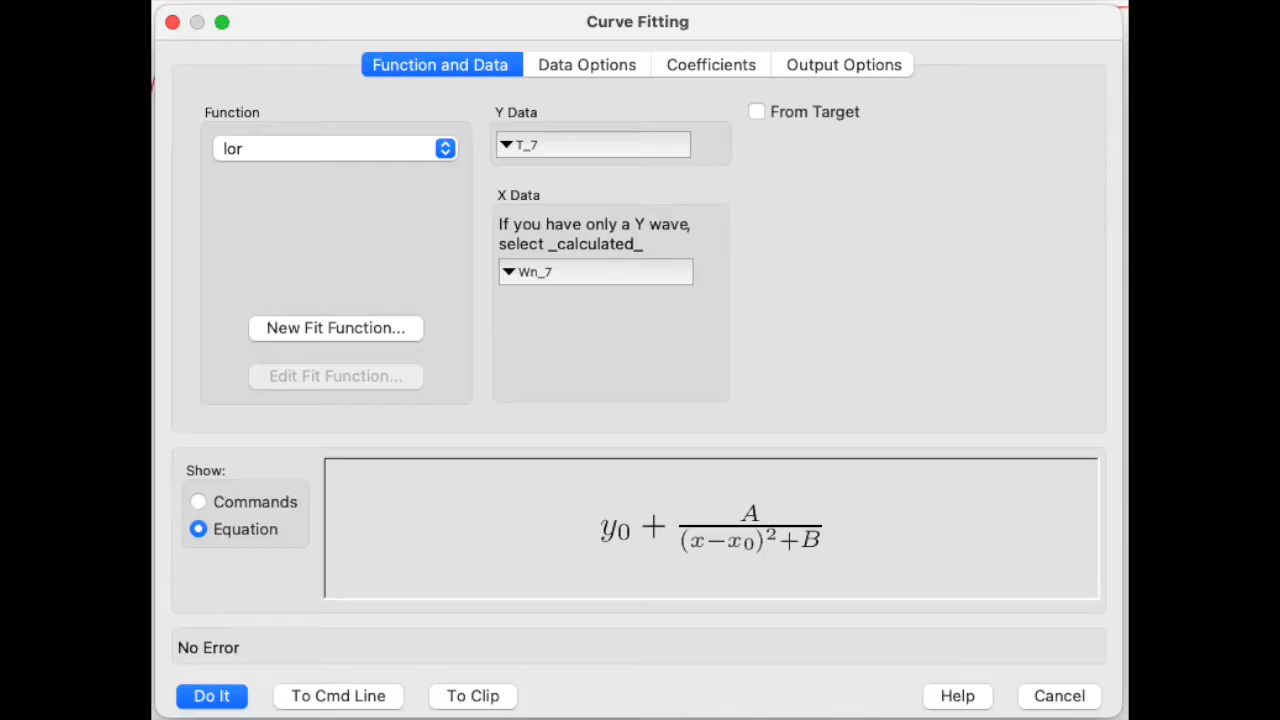 Curve Fitting
Function and Data
Data Options
Coefficients
Output Options
Function
lor
New Fit Function...
Edit Fit Function...
Y Data
T_7
X Data
If you have only a Y wave,
select _calculated_
Wn_7
From Target
Show:
Commands
Equation
y₀ + A / ((x−x₀)²+B)
No Error
Do It
To Cmd Line
To Clip
Help
Cancel